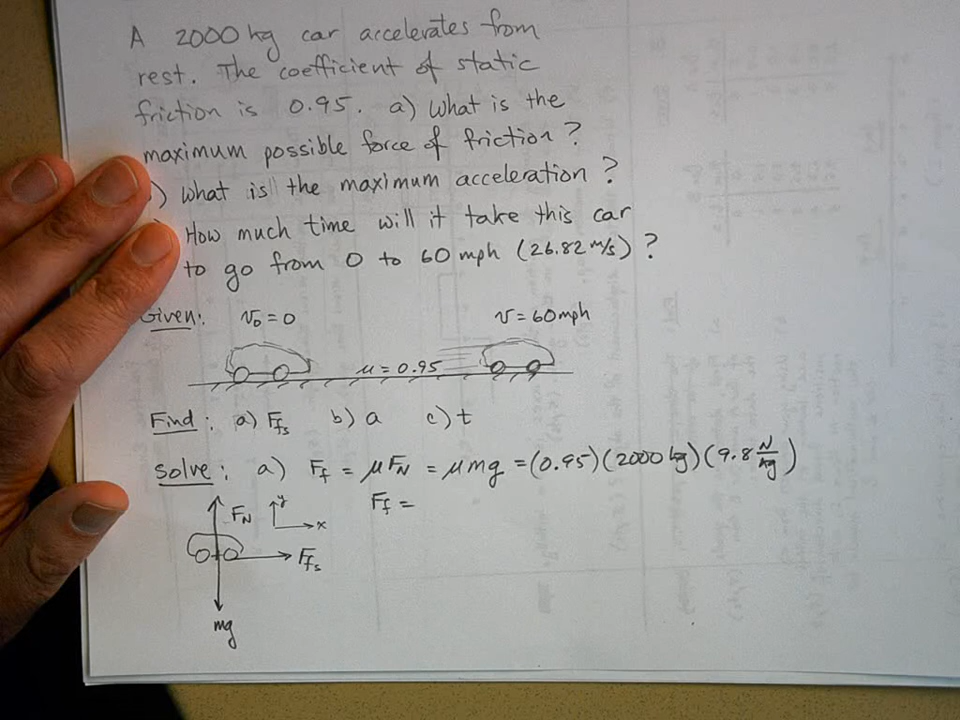 A 2000 kg car accelerates from
rest. The coefficient of static
friction is 0.95. a) What is the
maximum possible force of friction?
) What is the maximum acceleration?
How much time will it take this car
to go from 0 to 60 mph (26.82 m/s)?
Given: v₀ = 0 v = 60mph
μ = 0.95
Find: a) F_fs b) a c) t
Solve: a) F_f = μF_N = μmg = (0.95)(2000 kg)(9.8 N/kg)
F_f =
F_N y
x
F_fs
mg